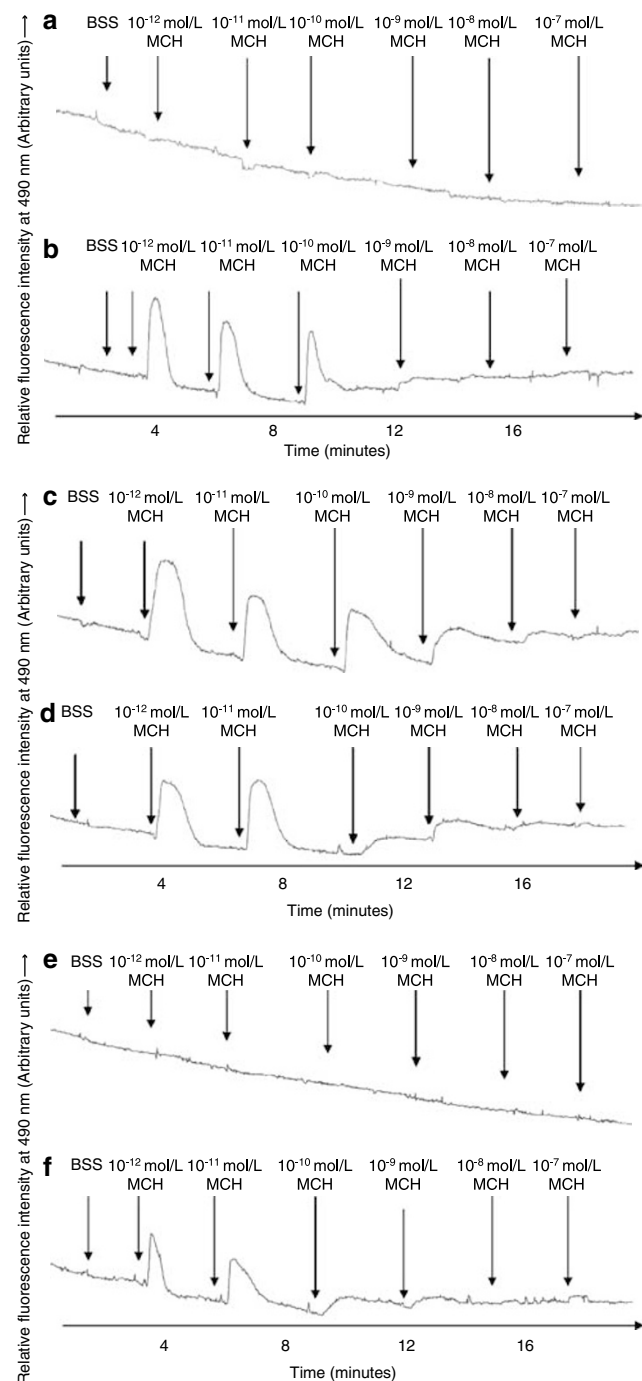 Relative fluorescence intensity at 490 nm (Arbitrary units) →
a
BSS 10⁻¹² mol/L 10⁻¹¹ mol/L 10⁻¹⁰ mol/L 10⁻⁹ mol/L 10⁻⁸ mol/L 10⁻⁷ mol/L
MCH MCH MCH MCH MCH MCH
b
BSS 10⁻¹² mol/L 10⁻¹¹ mol/L 10⁻¹⁰ mol/L 10⁻⁹ mol/L 10⁻⁸ mol/L 10⁻⁷ mol/L
MCH MCH MCH MCH MCH MCH
4 8 12 16
Time (minutes)
Relative fluorescence intensity at 490 nm (Arbitrary units) →
c
BSS 10⁻¹² mol/L 10⁻¹¹ mol/L 10⁻¹⁰ mol/L 10⁻⁹ mol/L 10⁻⁸ mol/L 10⁻⁷ mol/L
MCH MCH MCH MCH MCH MCH
d
BSS 10⁻¹² mol/L 10⁻¹¹ mol/L 10⁻¹⁰ mol/L 10⁻⁹ mol/L 10⁻⁸ mol/L 10⁻⁷ mol/L
MCH MCH MCH MCH MCH MCH
4 8 12 16
Time (minutes)
Relative fluorescence intensity at 490 nm (Arbitrary units) →
e
BSS 10⁻¹² mol/L 10⁻¹¹ mol/L 10⁻¹⁰ mol/L 10⁻⁹ mol/L 10⁻⁸ mol/L 10⁻⁷ mol/L
MCH MCH MCH MCH MCH MCH
f
BSS 10⁻¹² mol/L 10⁻¹¹ mol/L 10⁻¹⁰ mol/L 10⁻⁹ mol/L 10⁻⁸ mol/L 10⁻⁷ mol/L
MCH MCH MCH MCH MCH MCH
4 8 12 16
Time (minutes)